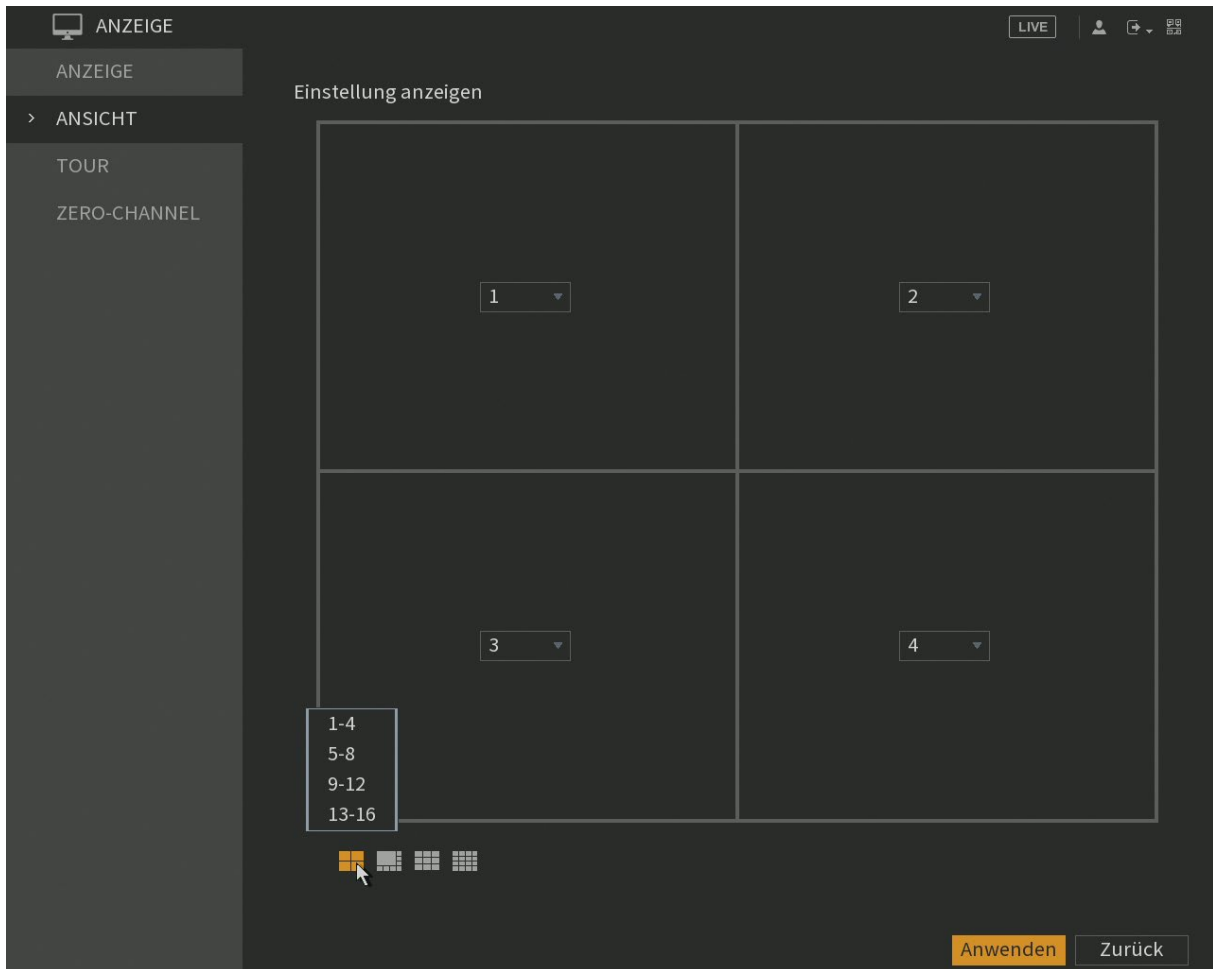 ANZEIGE
LIVE
ANZEIGE
> ANSICHT
TOUR
ZERO-CHANNEL
Einstellung anzeigen
1
2
3
4
1-4
5-8
9-12
13-16
Anwenden
Zurück